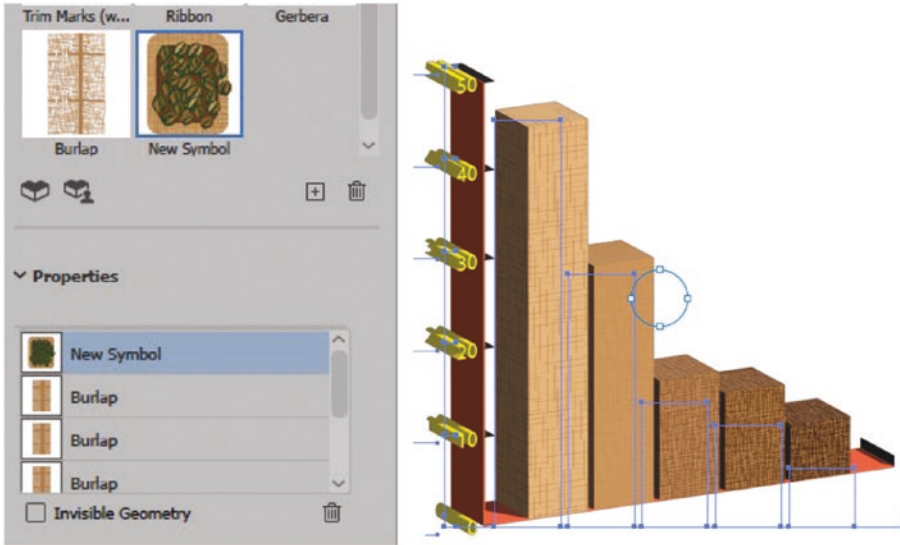 Trim Marks (w...
Ribbon
Gerbera
Burlap
New Symbol
Properties
New Symbol
Burlap
Burlap
Burlap
Invisible Geometry
50
40
30
20
10
0